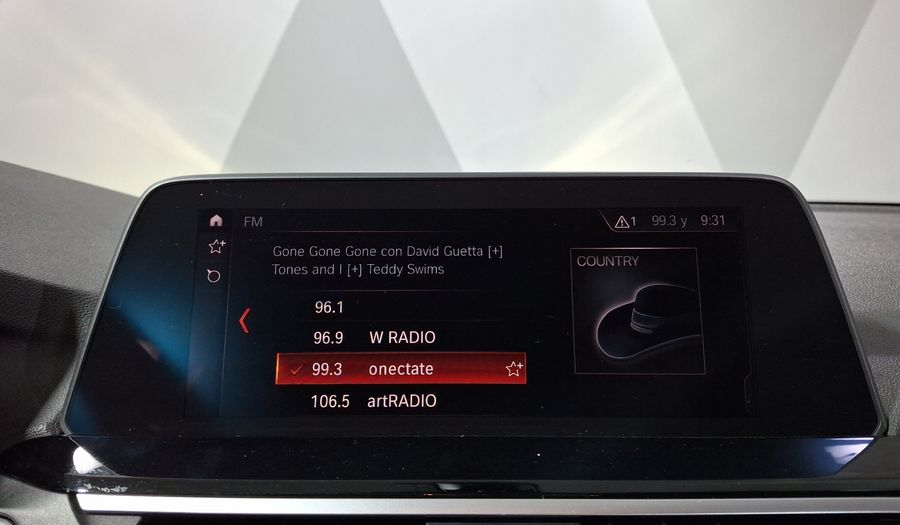 FM
1 99.3 y 9:31
Gone Gone Gone con David Guetta [+]
Tones and I [+] Teddy Swims
COUNTRY
96.1
96.9 W RADIO
99.3 onectate
106.5 artRADIO